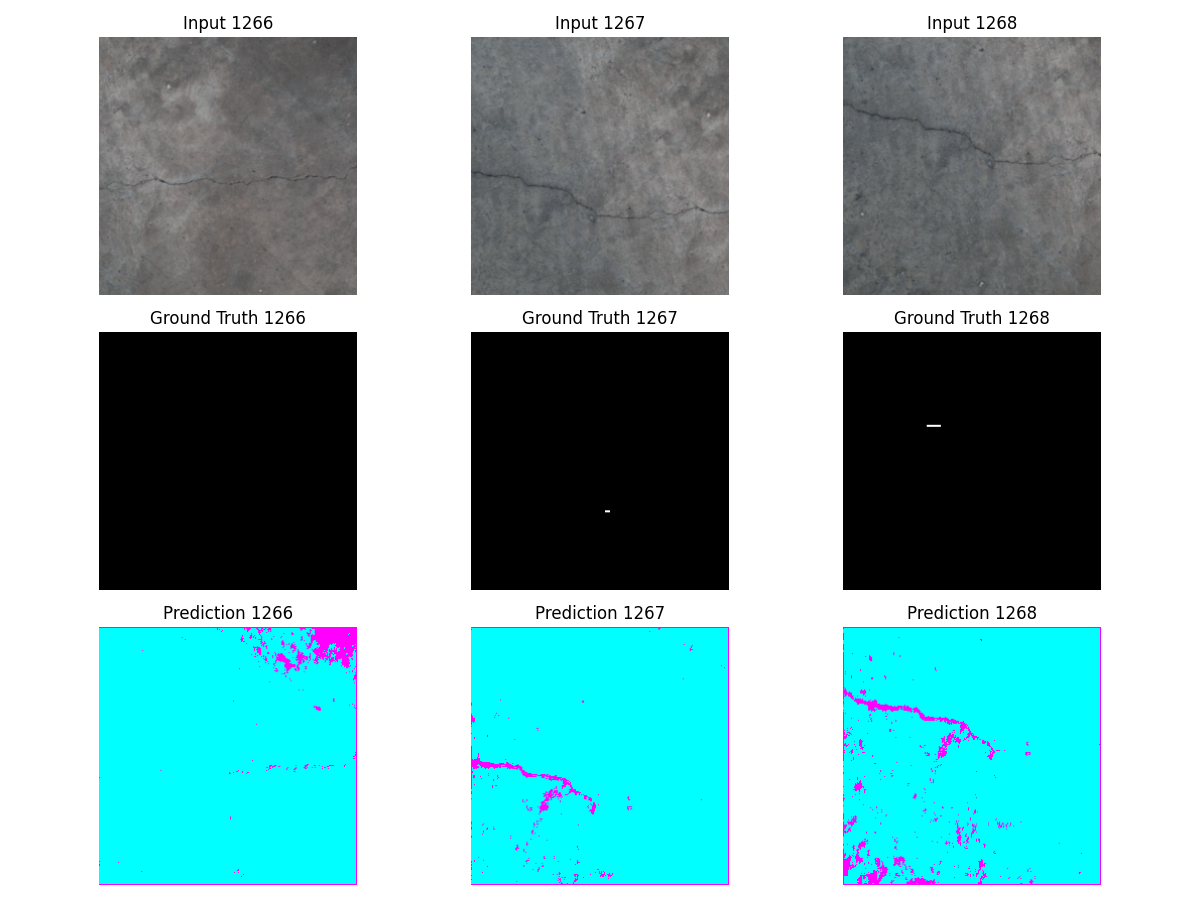 Input 1266
Input 1267
Input 1268
Ground Truth 1266
Ground Truth 1267
Ground Truth 1268
Prediction 1266
Prediction 1267
Prediction 1268